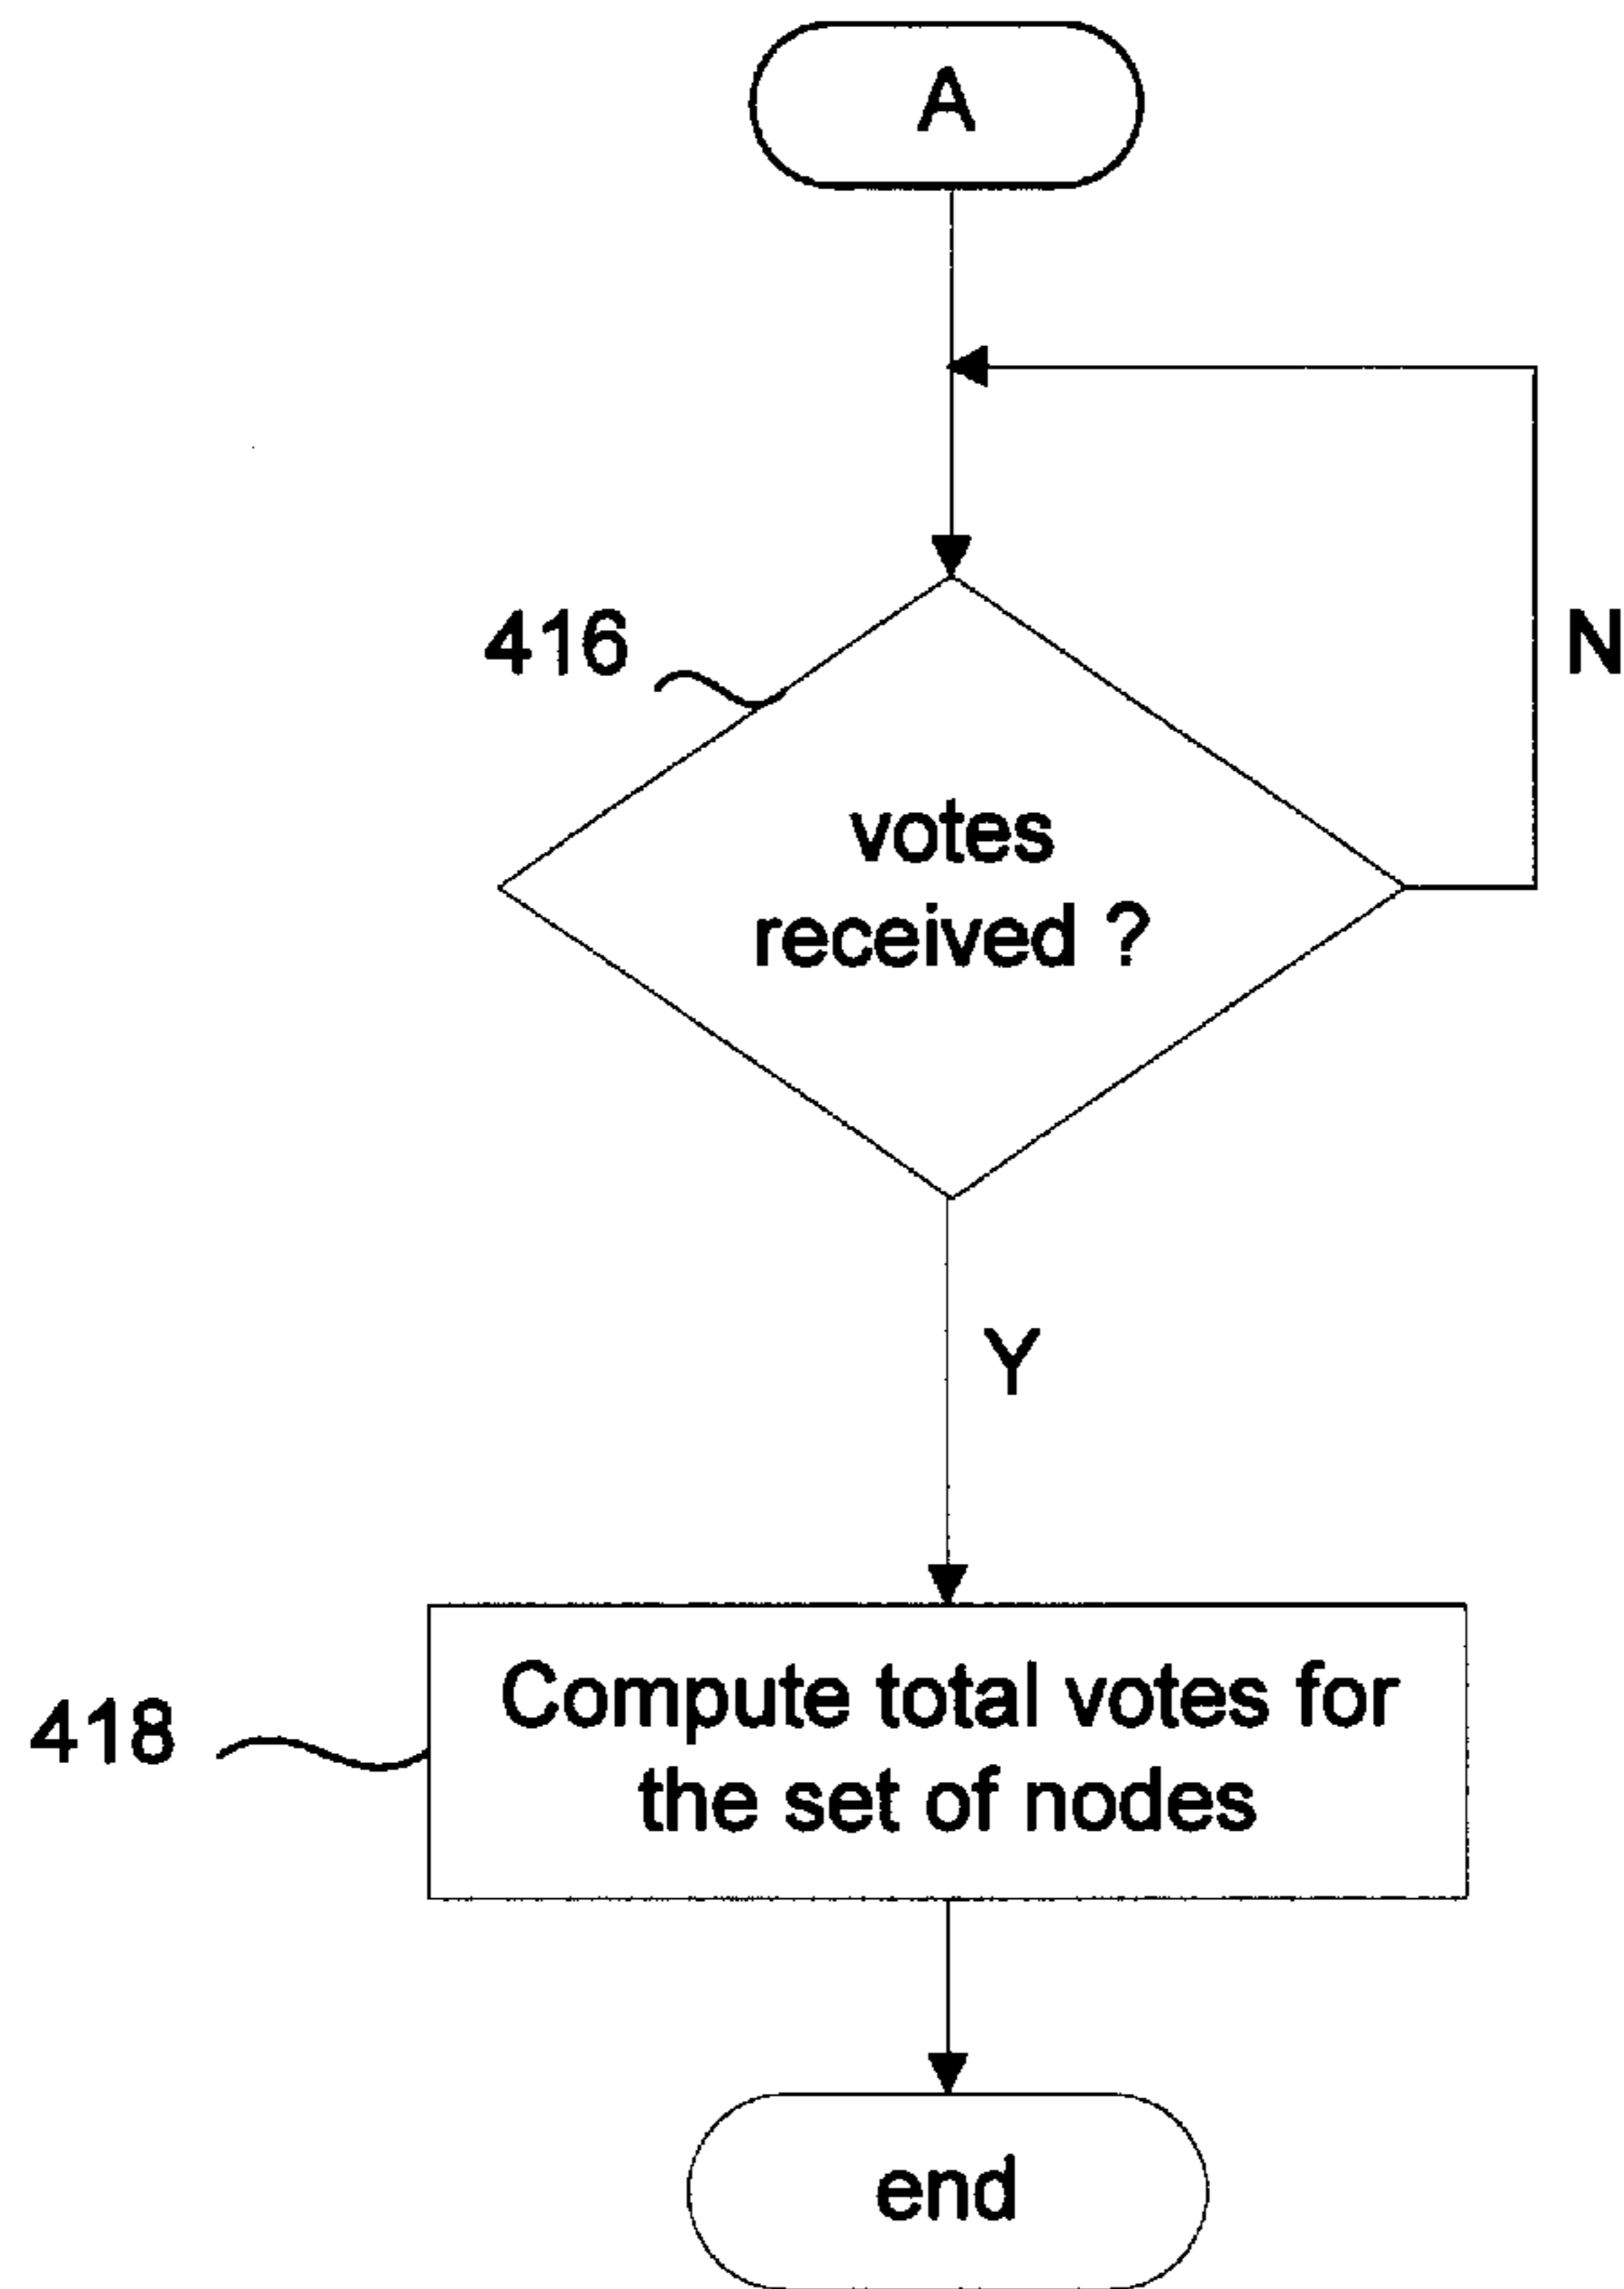 A
416
N
votes
received ?
Y
418
Compute total votes for
the set of nodes
end